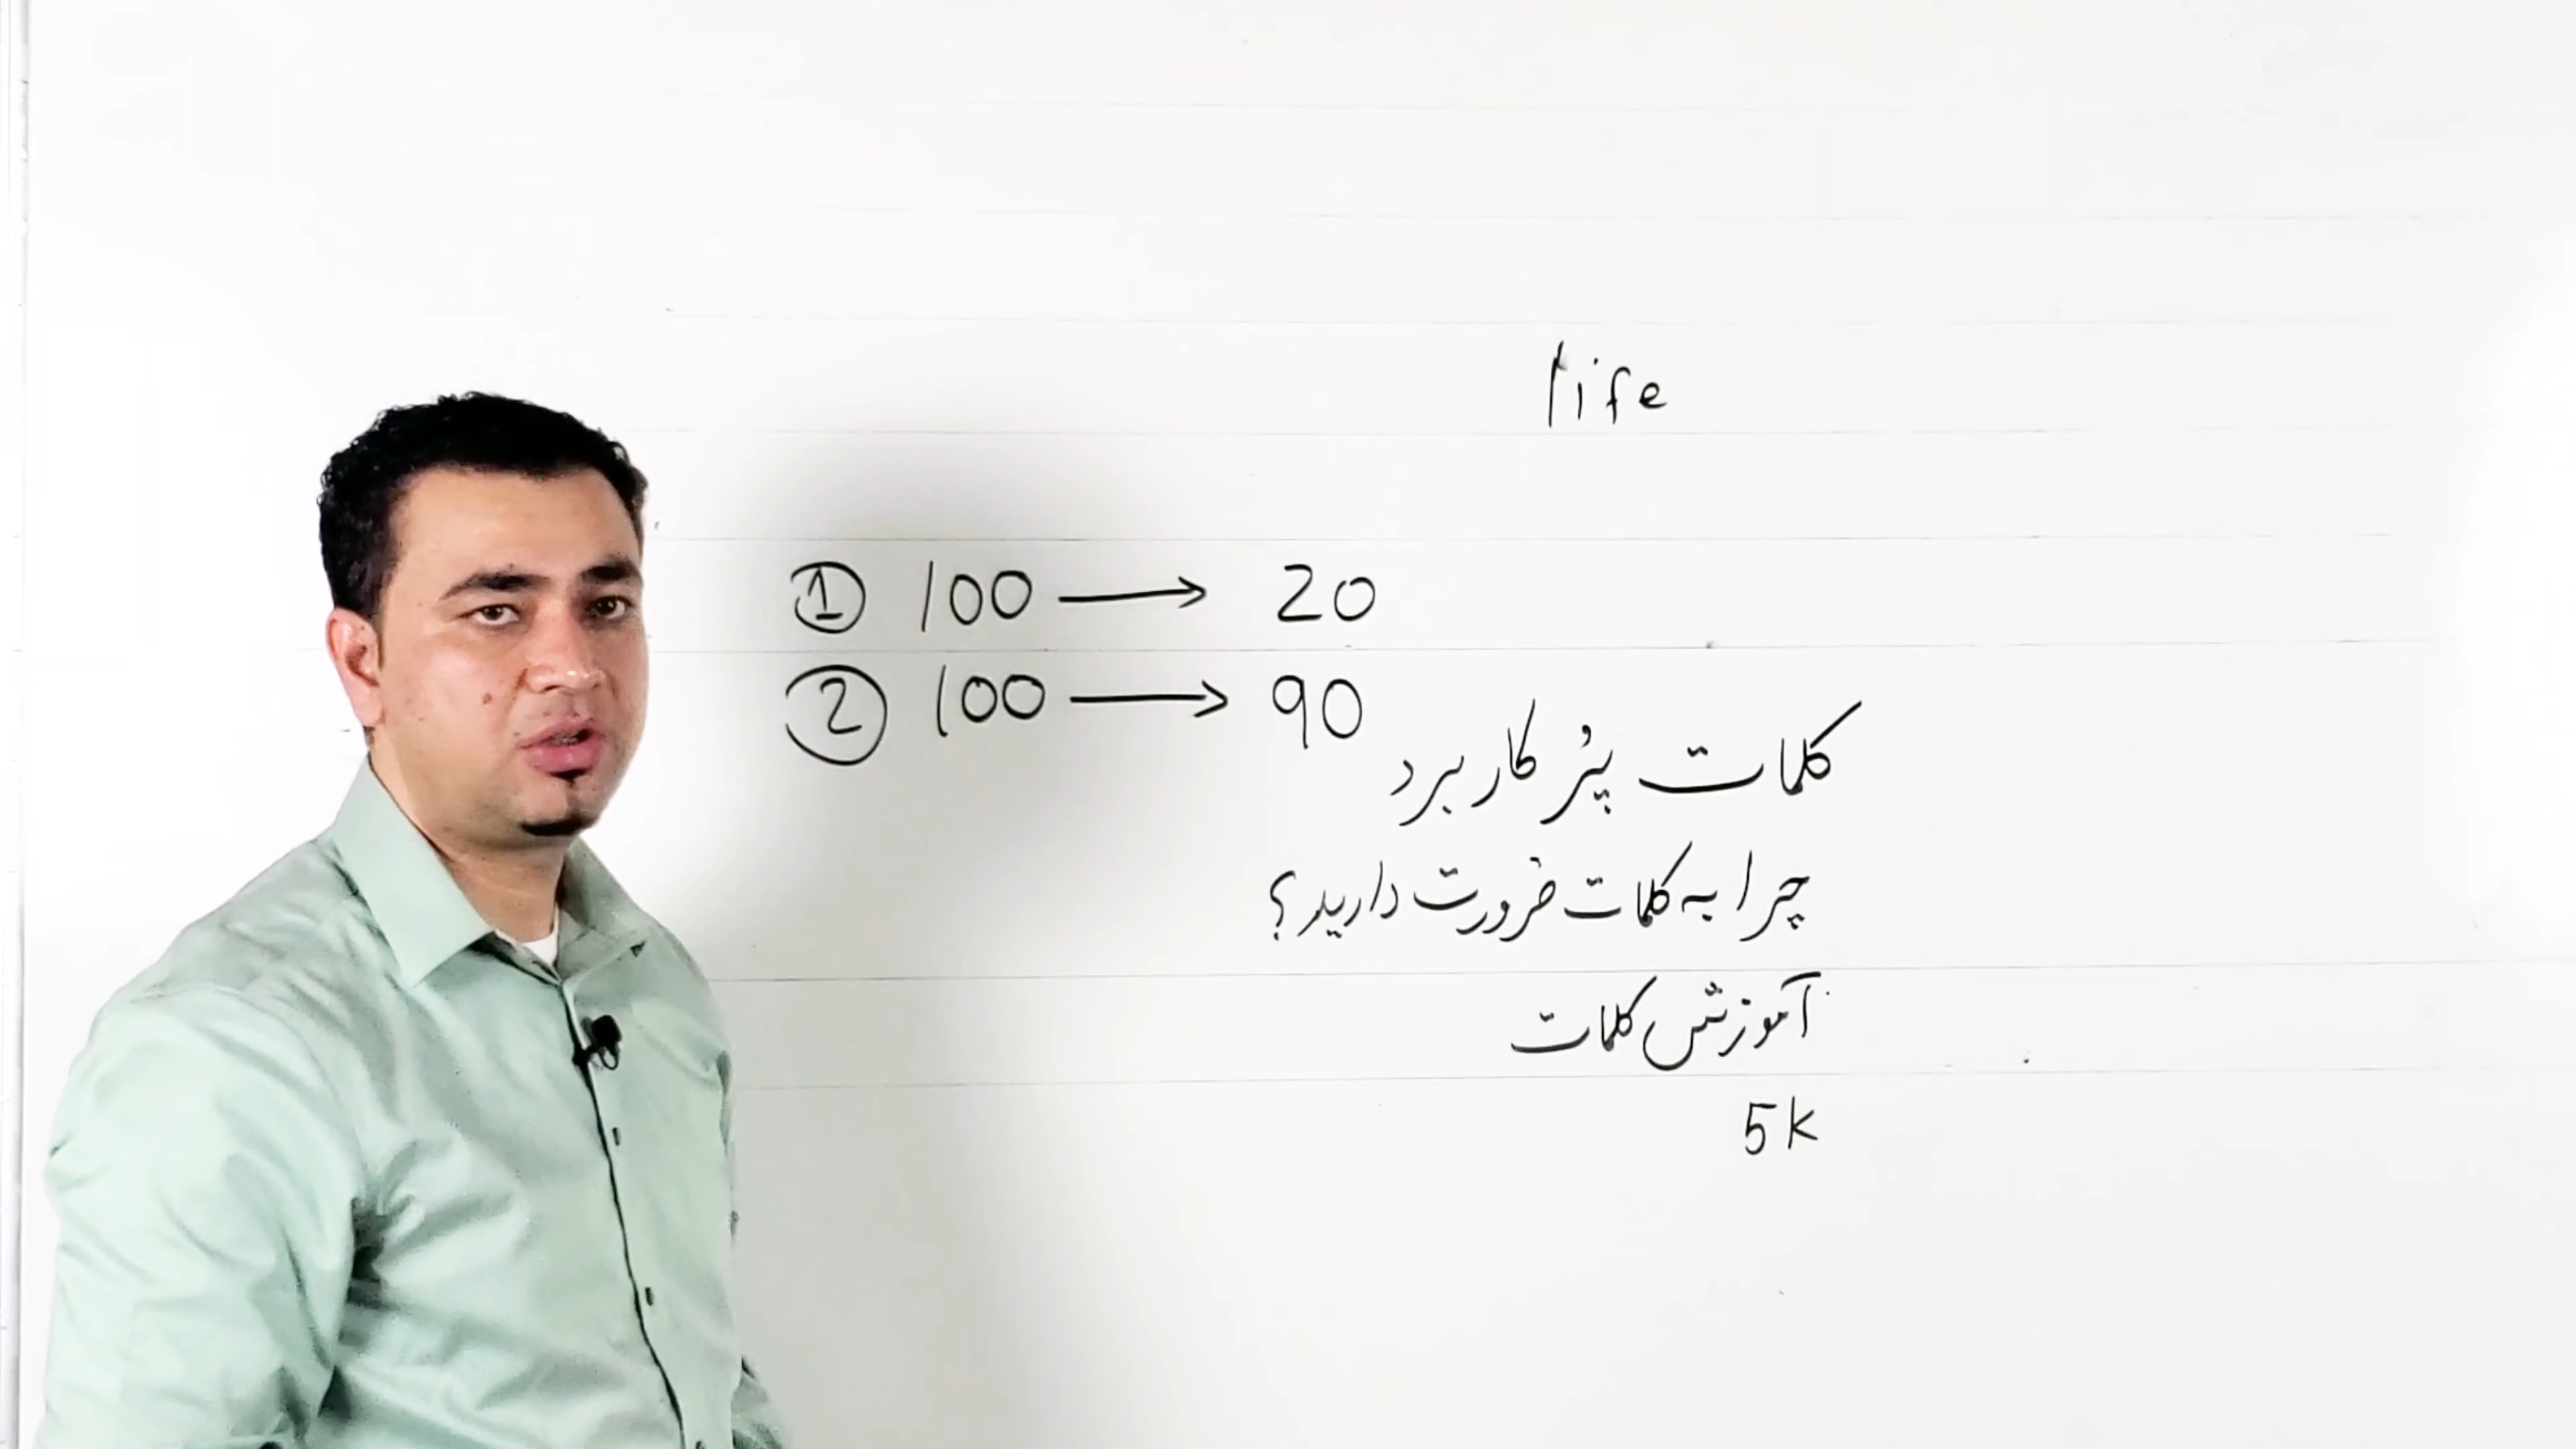 life
① 100 → 20
② 100 → 90
کلمات پُر کاربرد
چرا به کلمات ضرورت دارید؟
آموزش کلمات
5k